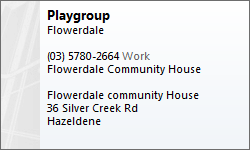 Playgroup
Flowerdale
(03) 5780-2664 Work
Flowerdale Community House
Flowerdale community House
36 Silver Creek Rd
Hazeldene